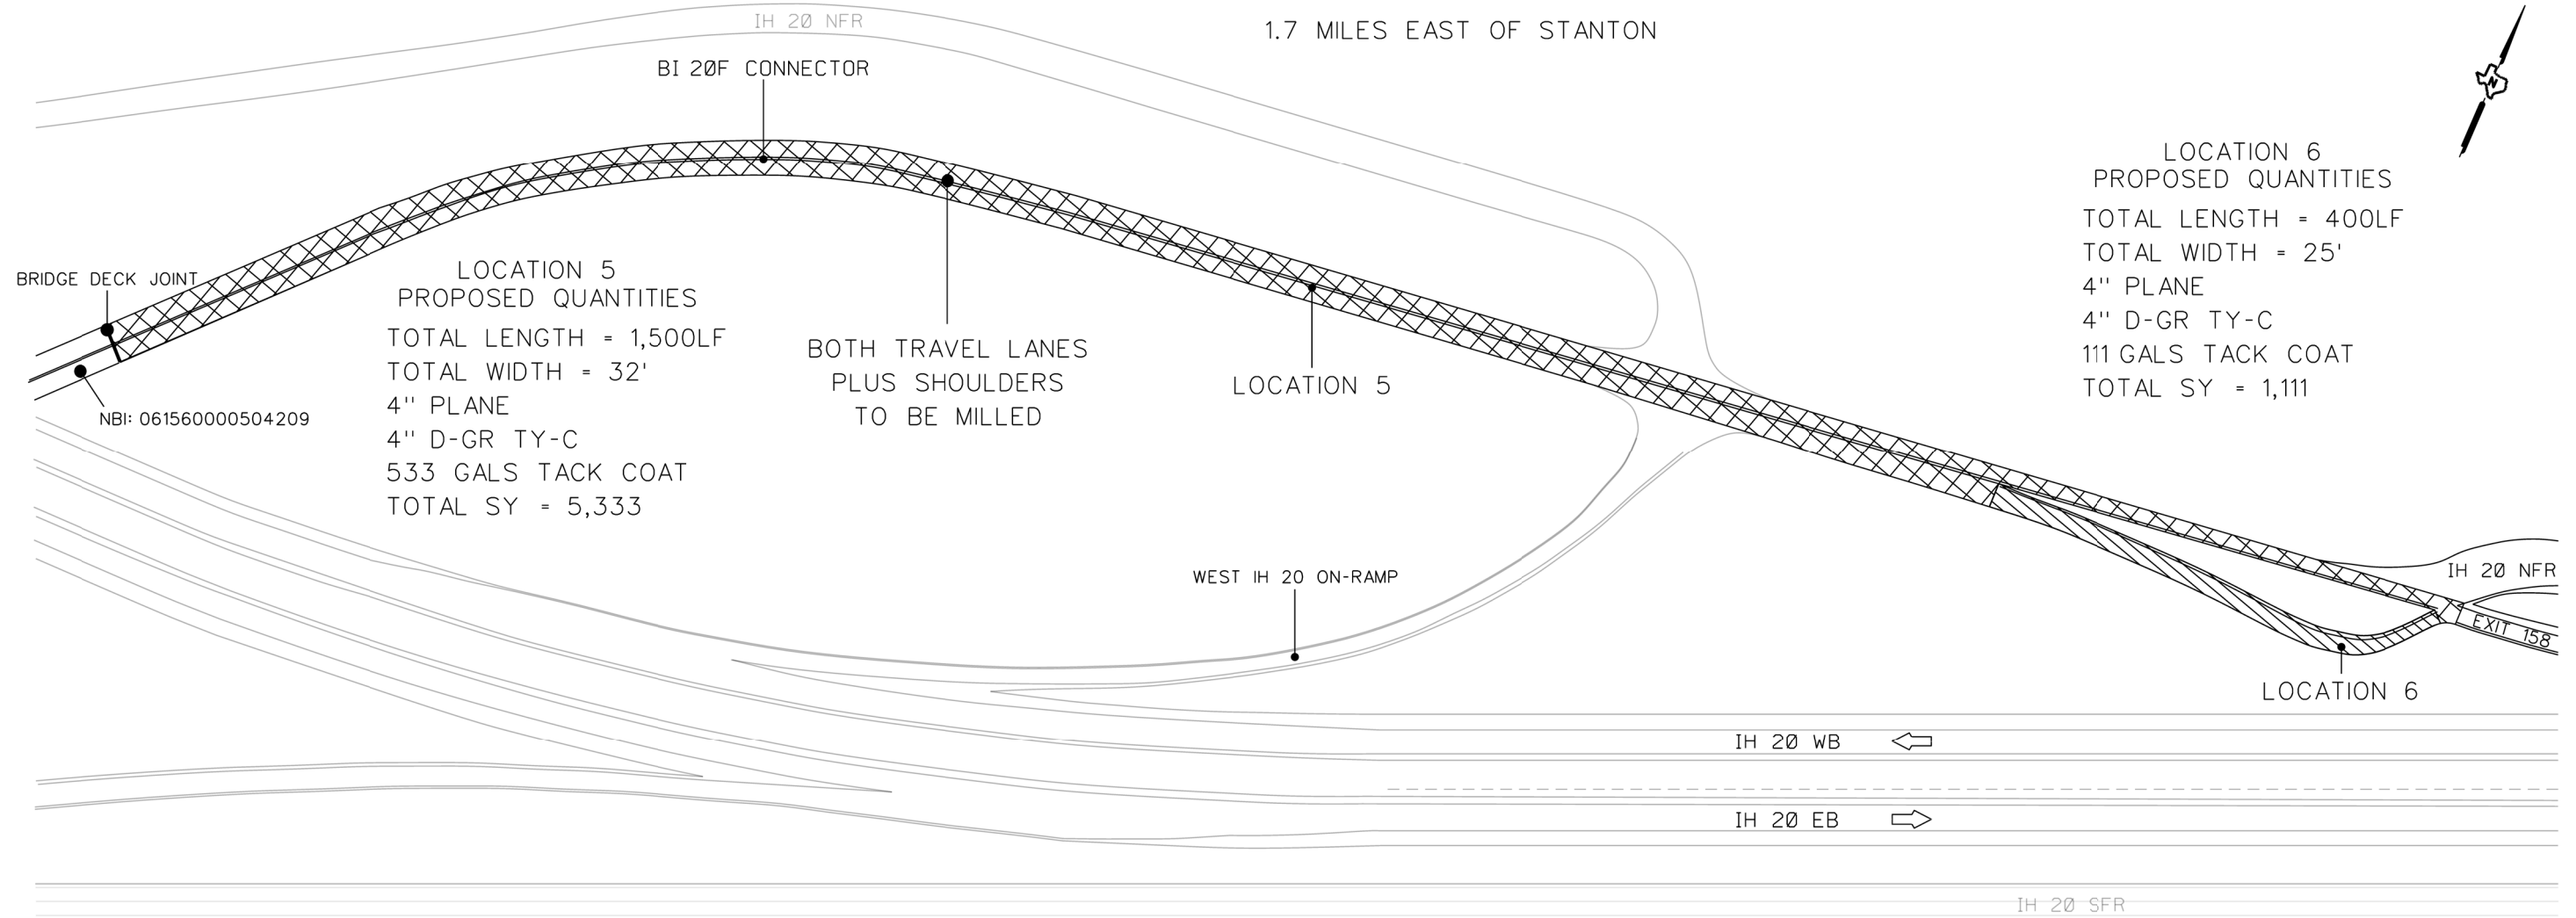 IH 20 NFR
1.7 MILES EAST OF STANTON
BI 20F CONNECTOR
N
LOCATION 6
PROPOSED QUANTITIES
TOTAL LENGTH = 400LF
TOTAL WIDTH = 25'
4" PLANE
4" D-GR TY-C
111 GALS TACK COAT
TOTAL SY = 1,111
BRIDGE DECK JOINT
NBI: 061560000504209
LOCATION 5
PROPOSED QUANTITIES
TOTAL LENGTH = 1,500LF
TOTAL WIDTH = 32'
4" PLANE
4" D-GR TY-C
533 GALS TACK COAT
TOTAL SY = 5,333
BOTH TRAVEL LANES
PLUS SHOULDERS
TO BE MILLED
LOCATION 5
WEST IH 20 ON-RAMP
IH 20 NFR
EXIT 158
LOCATION 6
IH 20 WB
IH 20 EB
IH 20 SFR